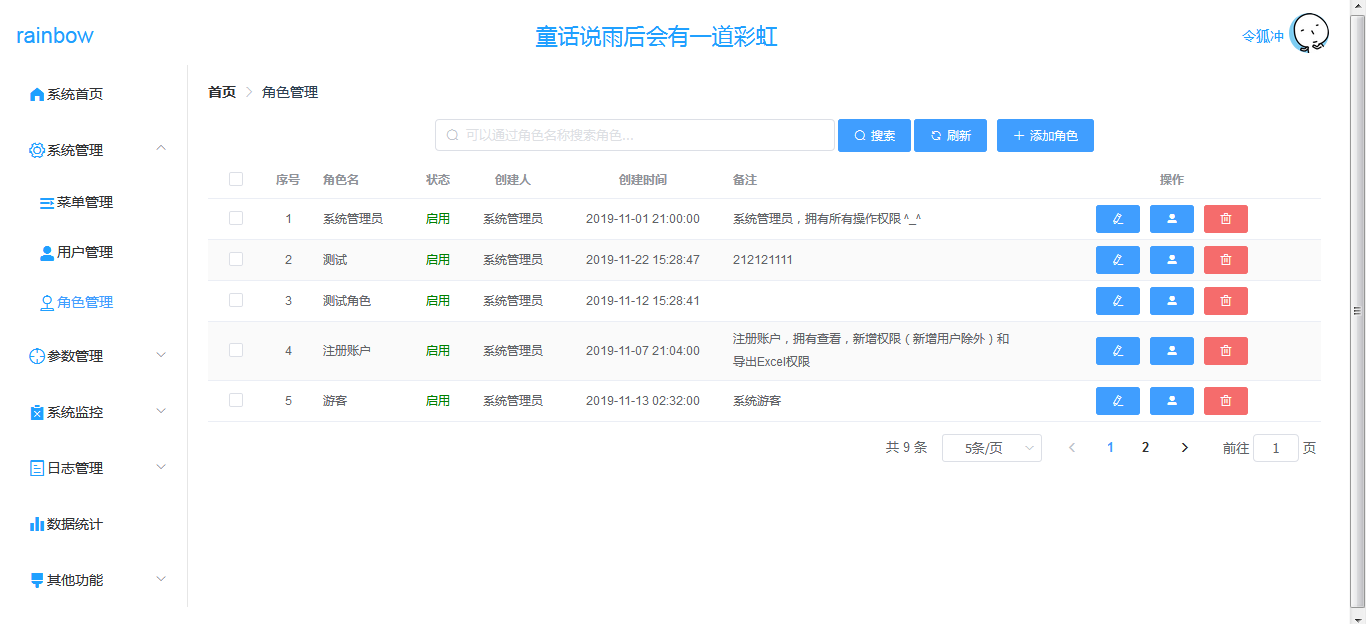 rainbow
童话说雨后会有一道彩虹
令狐冲
系统首页
系统管理
菜单管理
用户管理
角色管理
参数管理
系统监控
日志管理
数据统计
其他功能
首页 角色管理
可以通过角色名称搜索角色...
搜索 刷新 添加角色
序号 角色名 状态 创建人 创建时间 备注 操作
1 系统管理员 启用 系统管理员 2019-11-01 21:00:00 系统管理员，拥有所有操作权限 ^_^
2 测试 启用 系统管理员 2019-11-22 15:28:47 212121111
3 测试角色 启用 系统管理员 2019-11-12 15:28:41
4 注册账户 启用 系统管理员 2019-11-07 21:04:00 注册账户，拥有查看，新增权限（新增用户除外）和
导出Excel权限
5 游客 启用 系统管理员 2019-11-13 02:32:00 系统游客
共 9 条 5条/页 1 2 前往 1 页